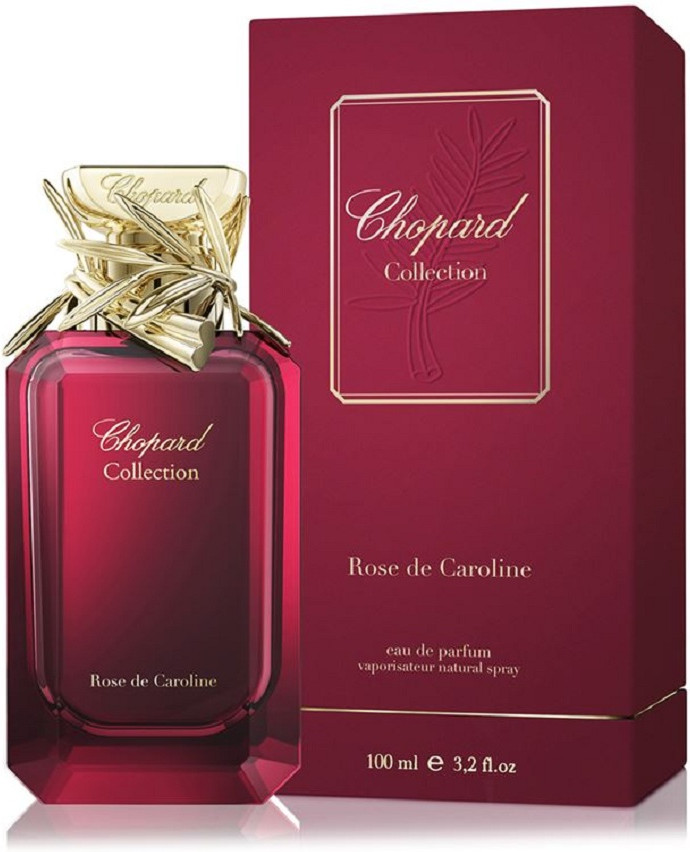 Chopard
Chopard
Collection
Rose de Caroline
Chopard
Collection
Rose de Caroline
eau de parfum
vaporisateur natural spray
100 ml e 3,2 fl.oz